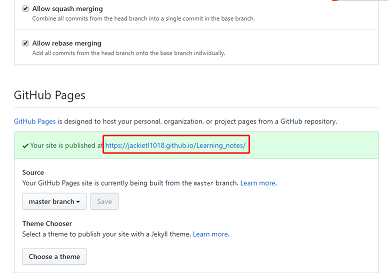 Allow squash merging
Combine all commits from the head branch into a single commit in the base branch.
Allow rebase merging
Add all commits from the head branch onto the base branch individually.
GitHub Pages
GitHub Pages is designed to host your personal, organization, or project pages from a GitHub repository.
Your site is published at https://jackietl1018.github.io/Learning_notes/
Source
Your GitHub Pages site is currently being built from the master branch. Learn more.
master branch Save
Theme Chooser
Select a theme to publish your site with a Jekyll theme. Learn more.
Choose a theme